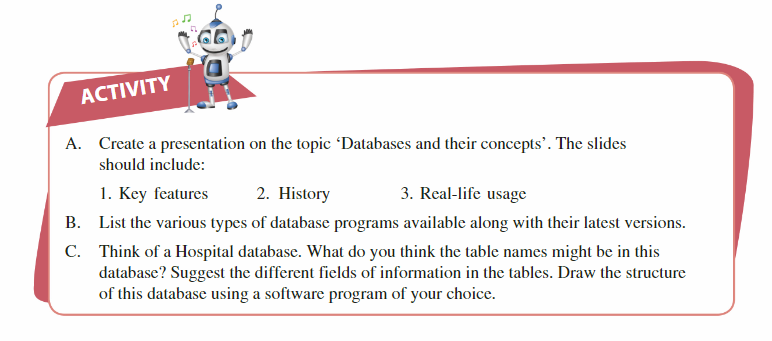 ACTIVITY
A. Create a presentation on the topic ‘Databases and their concepts’. The slides
should include:
1. Key features 2. History 3. Real-life usage
B. List the various types of database programs available along with their latest versions.
C. Think of a Hospital database. What do you think the table names might be in this
database? Suggest the different fields of information in the tables. Draw the structure
of this database using a software program of your choice.